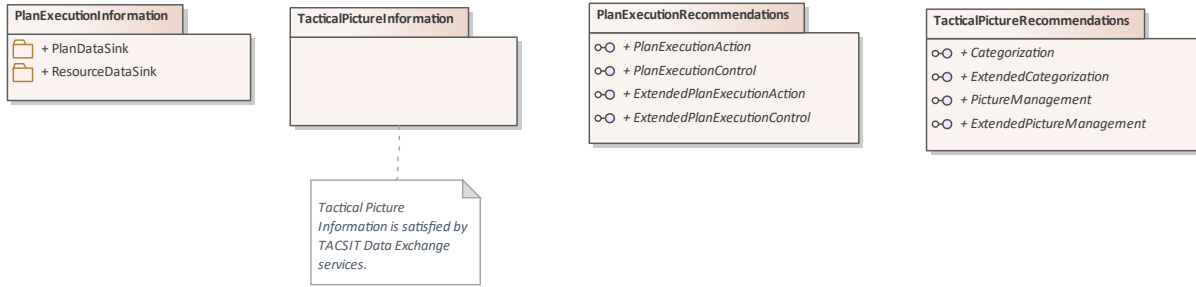 PlanExecutionInformation
+ PlanDataSink
+ ResourceDataSink
TacticalPictureInformation
Tactical Picture
Information is satisfied by
TACSIT Data Exchange
services.
PlanExecutionRecommendations
+ PlanExecutionAction
+ PlanExecutionControl
+ ExtendedPlanExecutionAction
+ ExtendedPlanExecutionControl
TacticalPictureRecommendations
+ Categorization
+ ExtendedCategorization
+ PictureManagement
+ ExtendedPictureManagement